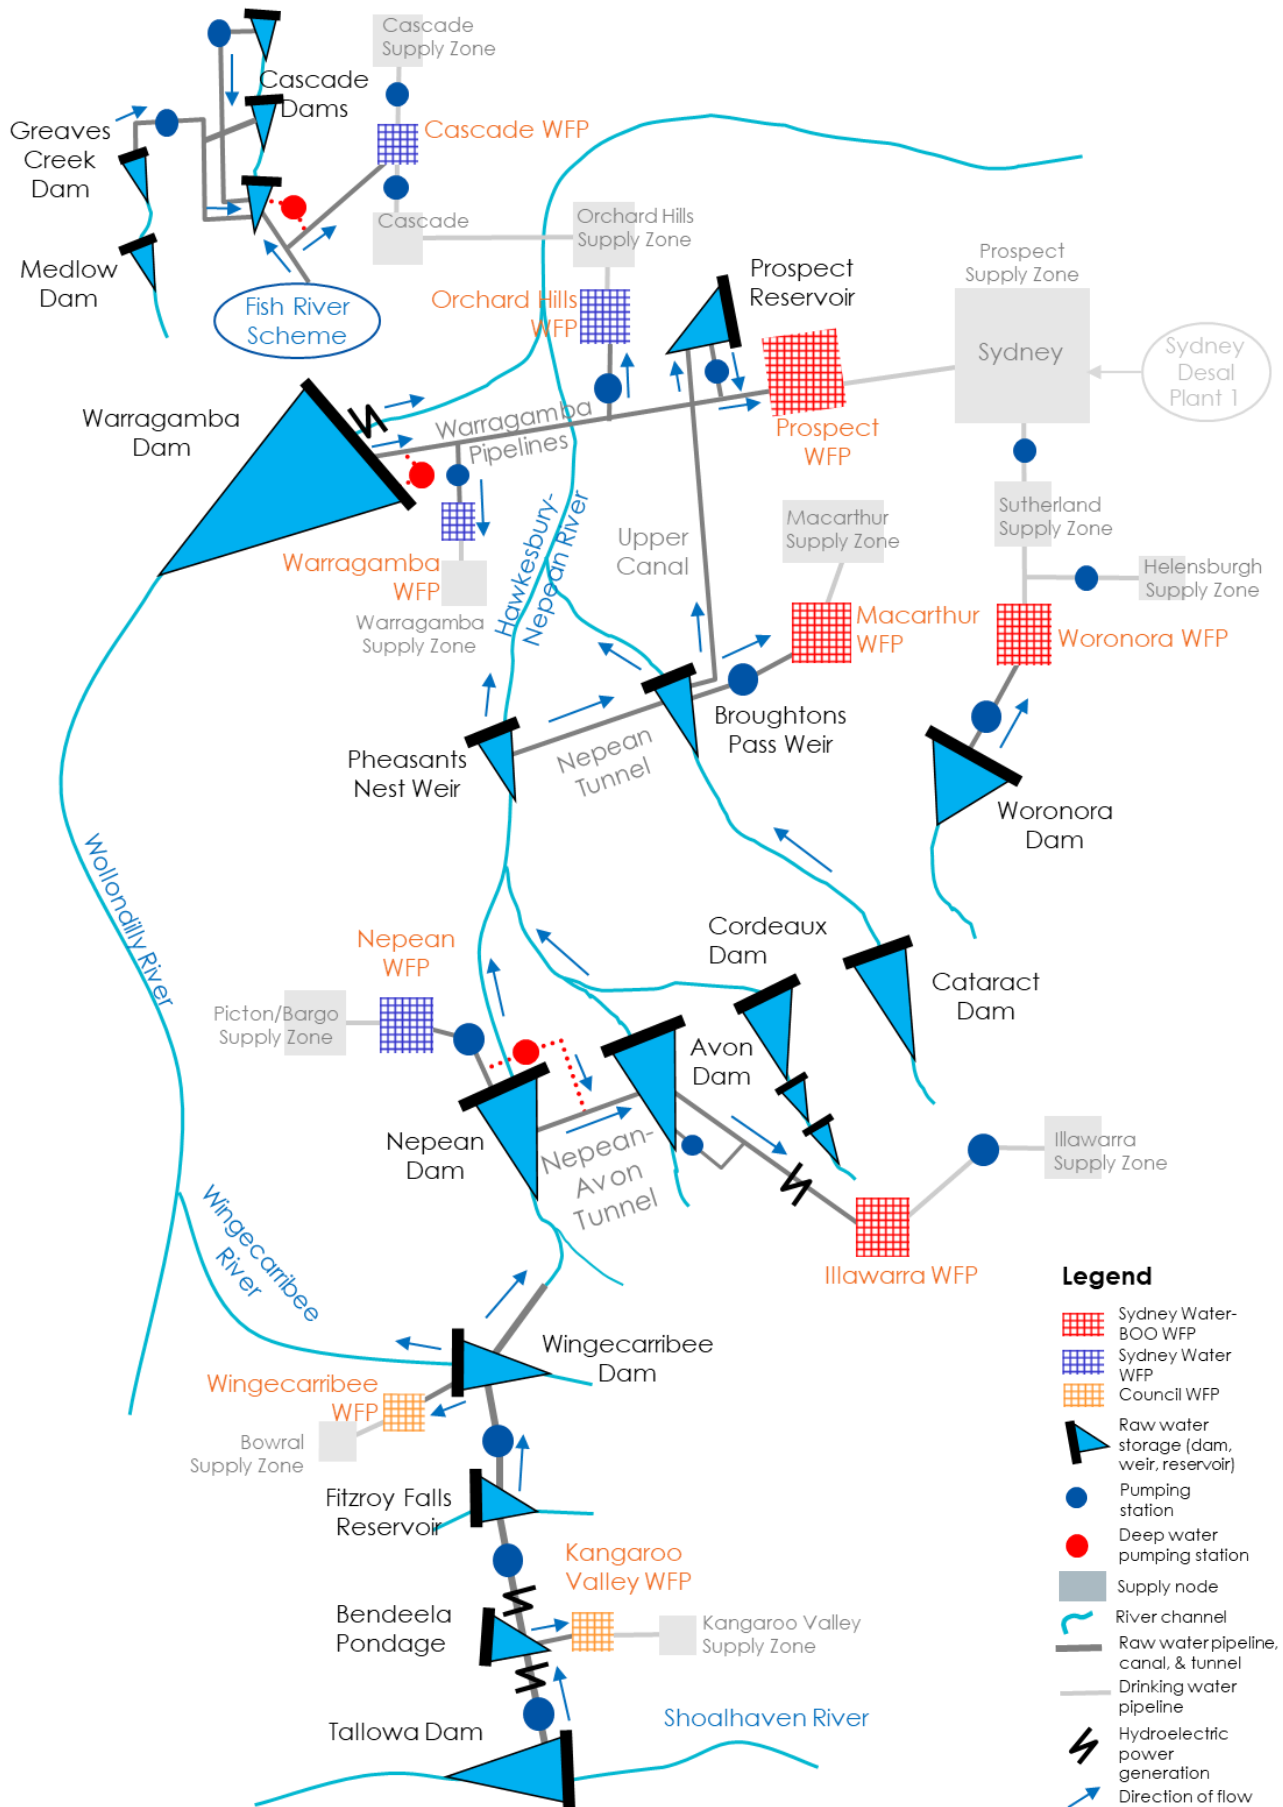 Cascade
Supply Zone
Cascade
Dams
Cascade WFP
Greaves
Creek
Dam
Medlow
Dam
Cascade
Fish River
Scheme
Orchard Hills
Supply Zone
Orchard Hills
WFP
Prospect
Reservoir
Prospect
Supply Zone
Sydney
Sydney
Desal
Plant 1
Warragamba
Dam
Warragamba
Pipelines
Prospect
WFP
Warragamba
WFP
Warragamba
Supply Zone
Hawkesbury-
Nepean River
Upper
Canal
Macarthur
Supply Zone
Macarthur
WFP
Sutherland
Supply Zone
Helensburgh
Supply Zone
Woronora WFP
Pheasants
Nest Weir
Nepean
Tunnel
Broughtons
Pass Weir
Woronora
Dam
Wollondilly River
Nepean
WFP
Picton/Bargo
Supply Zone
Cordeaux
Dam
Cataract
Dam
Avon
Dam
Nepean
Dam
Nepean-
Avon
Tunnel
Illawarra
Supply Zone
Illawarra WFP
Wingecarribee
River
Wingecarribee
Dam
Wingecarribee
WFP
Bowral
Supply Zone
Fitzroy Falls
Reservoir
Kangaroo
Valley WFP
Bendeela
Pondage
Kangaroo Valley
Supply Zone
Tallowa Dam
Shoalhaven River
Legend
Sydney Water-
BOO WFP
Sydney Water
WFP
Council WFP
Raw water
storage (dam,
weir, reservoir)
Pumping
station
Deep water
pumping station
Supply node
River channel
Raw water pipeline,
canal, & tunnel
Drinking water
pipeline
Hydroelectric
power
generation
Direction of flow